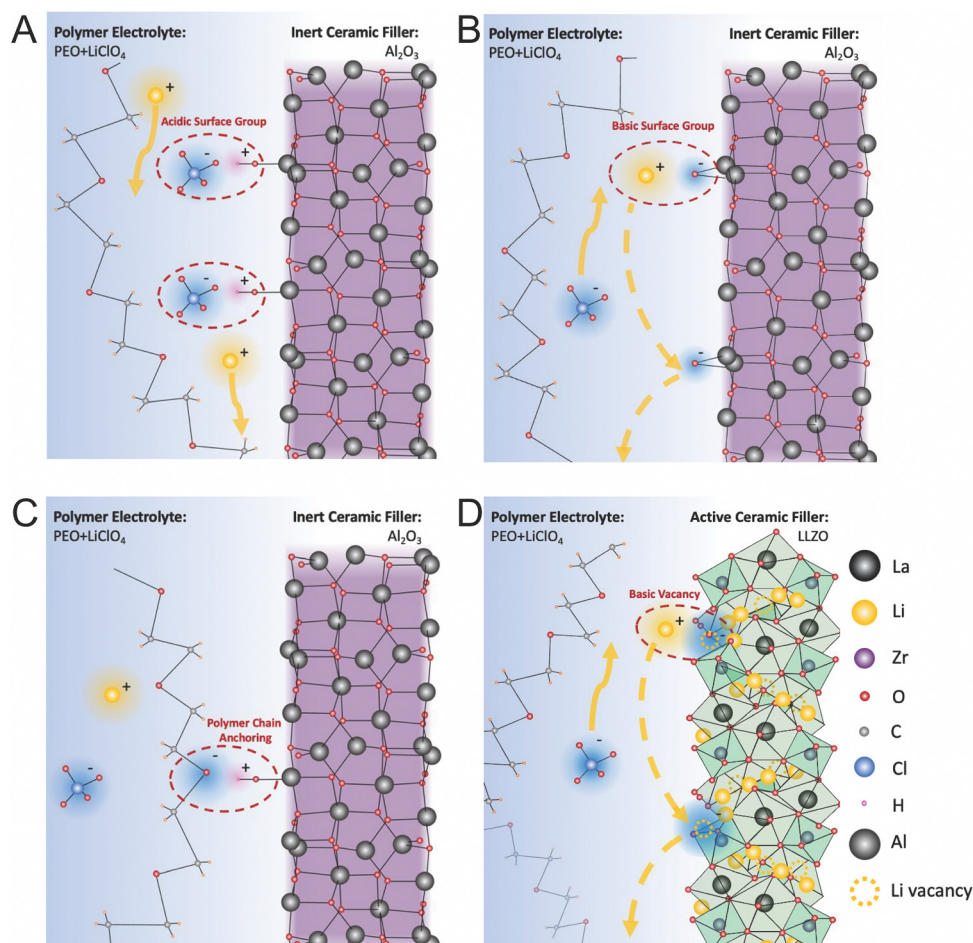 A
Polymer Electrolyte:
PEO+LiClO₄
Inert Ceramic Filler:
Al₂O₃
+
Acidic Surface Group
-
+
-
+
+
B
Polymer Electrolyte:
PEO+LiClO₄
Inert Ceramic Filler:
Al₂O₃
Basic Surface Group
+
-
-
-
C
Polymer Electrolyte:
PEO+LiClO₄
Inert Ceramic Filler:
Al₂O₃
+
Polymer Chain
Anchoring
-
-
+
D
Polymer Electrolyte:
PEO+LiClO₄
Active Ceramic Filler:
LLZO
Basic Vacancy
+
-
-
La
Li
Zr
O
C
Cl
H
Al
Li vacancy